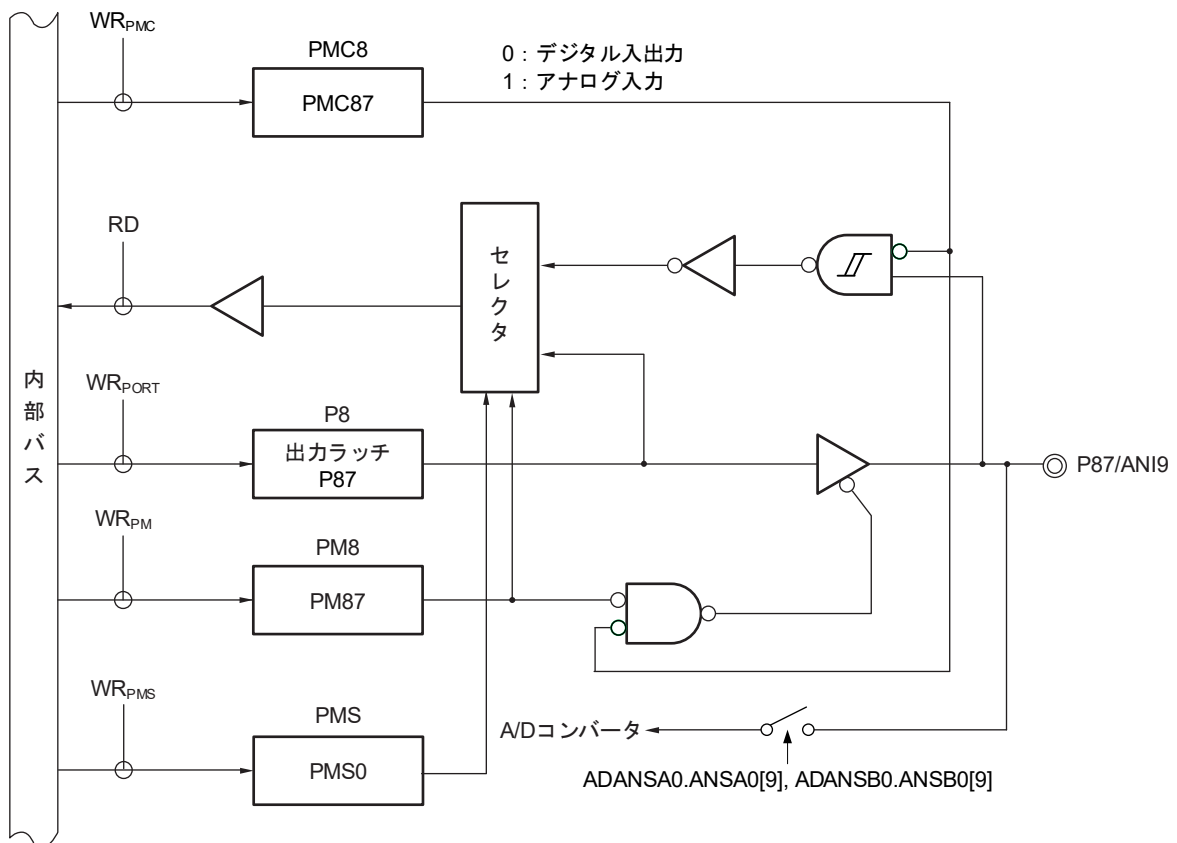 WRPMC
PMC8
0：デジタル入出力
1：アナログ入力
PMC87
RD
セレクタ
内部バス
WRPORT
P8
出力ラッチ
P87
P87/ANI9
WRPM
PM8
PM87
WRPMS
PMS
PMS0
A/Dコンバータ
ADANSA0.ANSA0[9], ADANSB0.ANSB0[9]